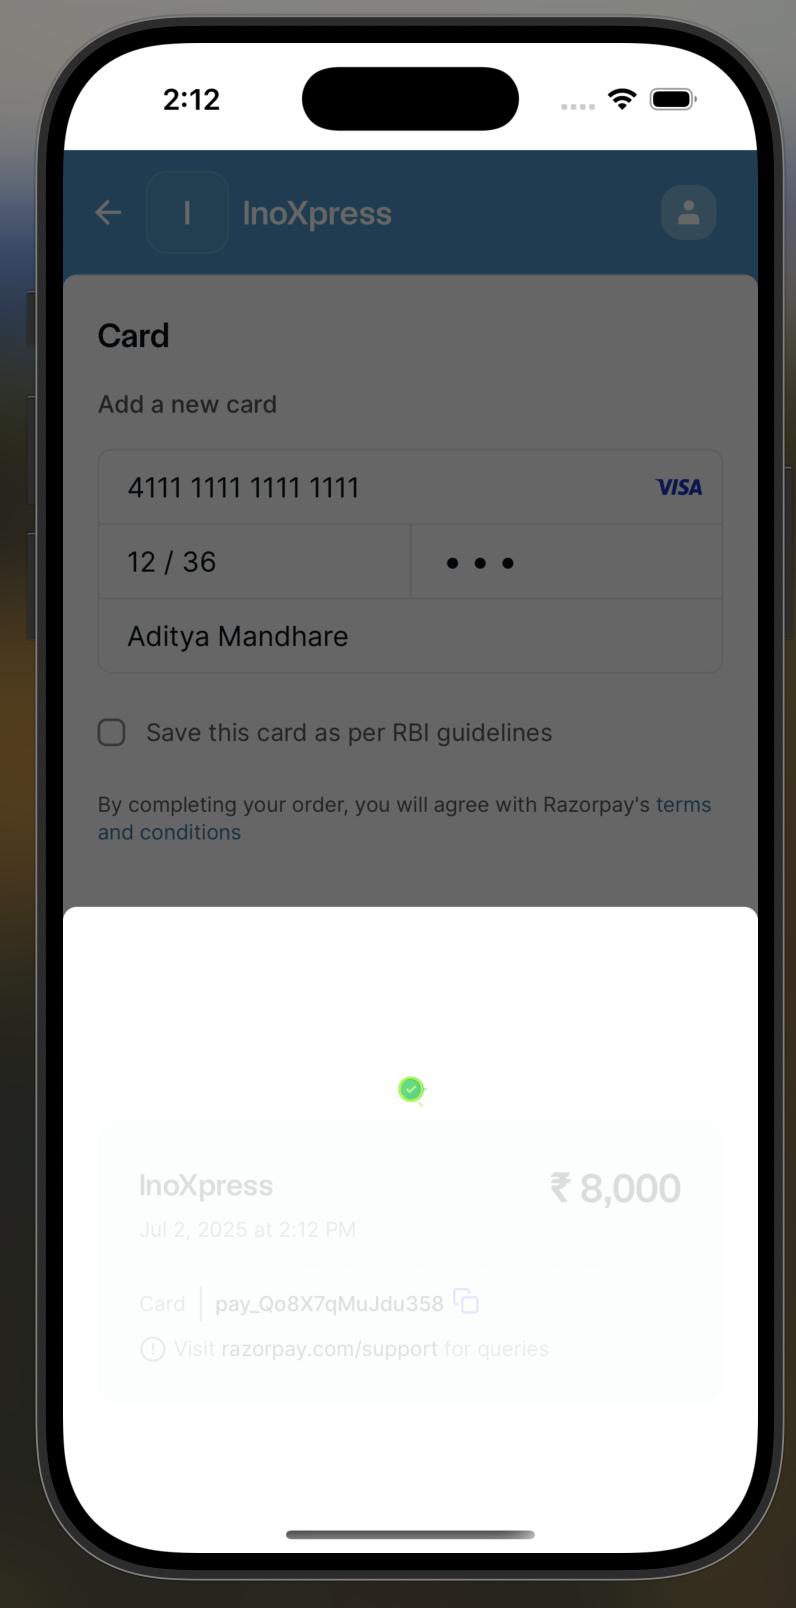 2:12
I InoXpress
Card
Add a new card
4111 1111 1111 1111 VISA
12 / 36 •••
Aditya Mandhare
Save this card as per RBI guidelines
By completing your order, you will agree with Razorpay's terms
and conditions
InoXpress ₹ 8,000
Jul 2, 2025 at 2:12 PM
Card | pay_Qo8X7qMuJdu358
Visit razorpay.com/support for queries